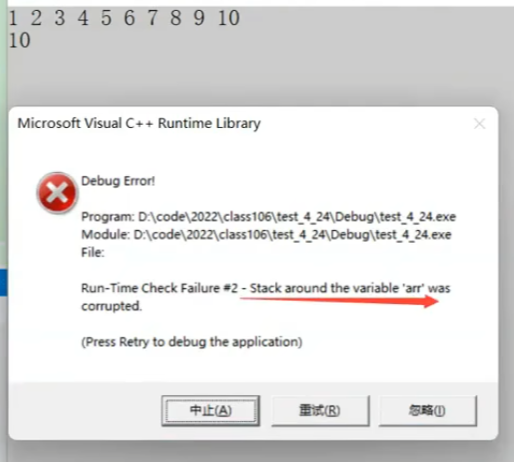 1 2 3 4 5 6 7 8 9 10
10
Microsoft Visual C++ Runtime Library
Debug Error!
Program: D:\code\2022\class106\test_4_24\Debug\test_4_24.exe
Module: D:\code\2022\class106\test_4_24\Debug\test_4_24.exe
File:
Run-Time Check Failure #2 - Stack around the variable 'arr' was
corrupted.
(Press Retry to debug the application)
中止(A)
重试(R)
忽略(I)